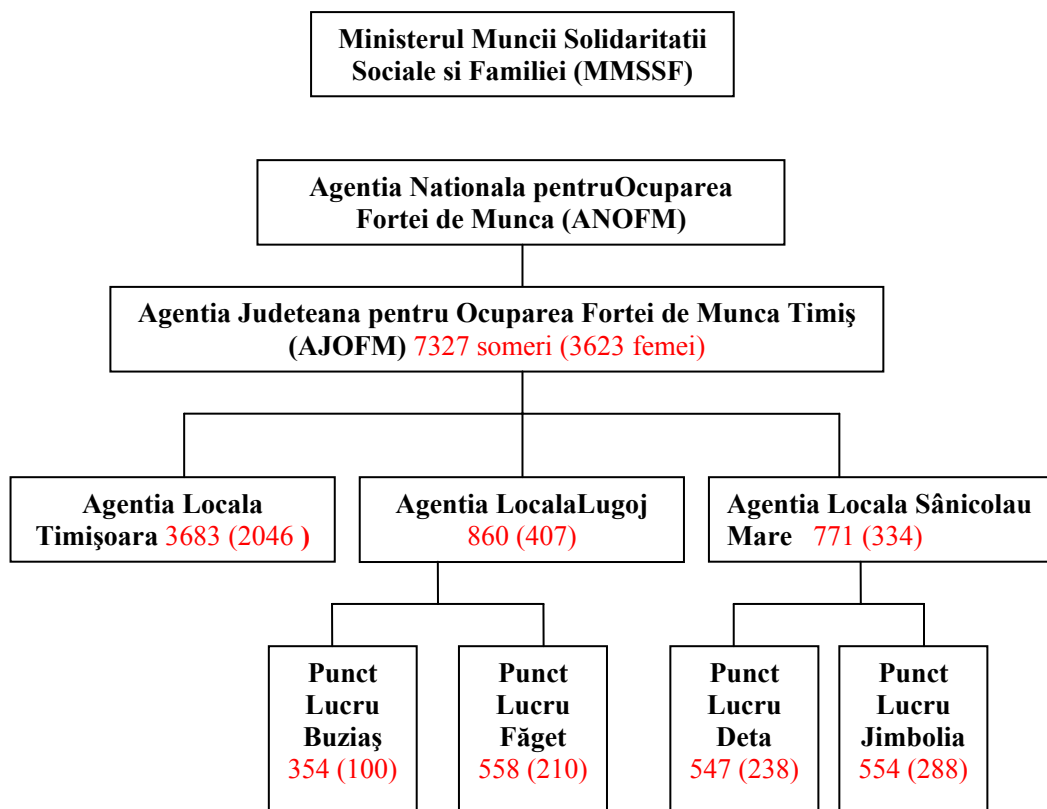 Ministerul Muncii Solidaritatii
Sociale si Familiei (MMSSF)
Agentia Nationala pentruOcuparea
Fortei de Munca (ANOFM)
Agentia Judeteana pentru Ocuparea Fortei de Munca Timiş
(AJOFM) 7327 someri (3623 femei)
Agentia Locala
Timişoara 3683 (2046 )
Agentia LocalaLugoj
860 (407)
Agentia Locala Sânicolau
Mare 771 (334)
Punct
Lucru
Buziaş
354 (100)
Punct
Lucru
Făget
558 (210)
Punct
Lucru
Deta
547 (238)
Punct
Lucru
Jimbolia
554 (288)